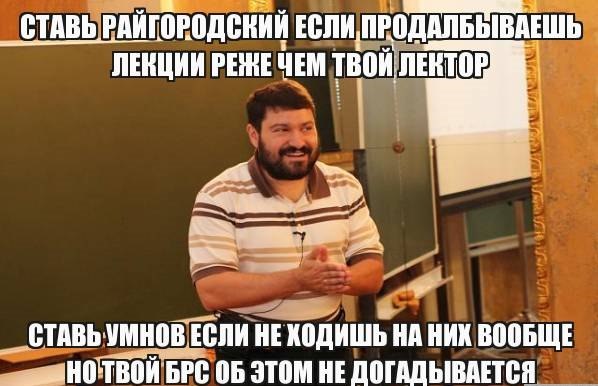 СТАВЬ РАЙГОРОДСКИЙ ЕСЛИ ПРОДАЛБЫВАЕШЬ
ЛЕКЦИИ РЕЖЕ ЧЕМ ТВОЙ ЛЕКТОР
СТАВЬ УМНОВ ЕСЛИ НЕ ХОДИШЬ НА НИХ ВООБЩЕ
НО ТВОЙ БРС ОБ ЭТОМ НЕ ДОГАДЫВАЕТСЯ